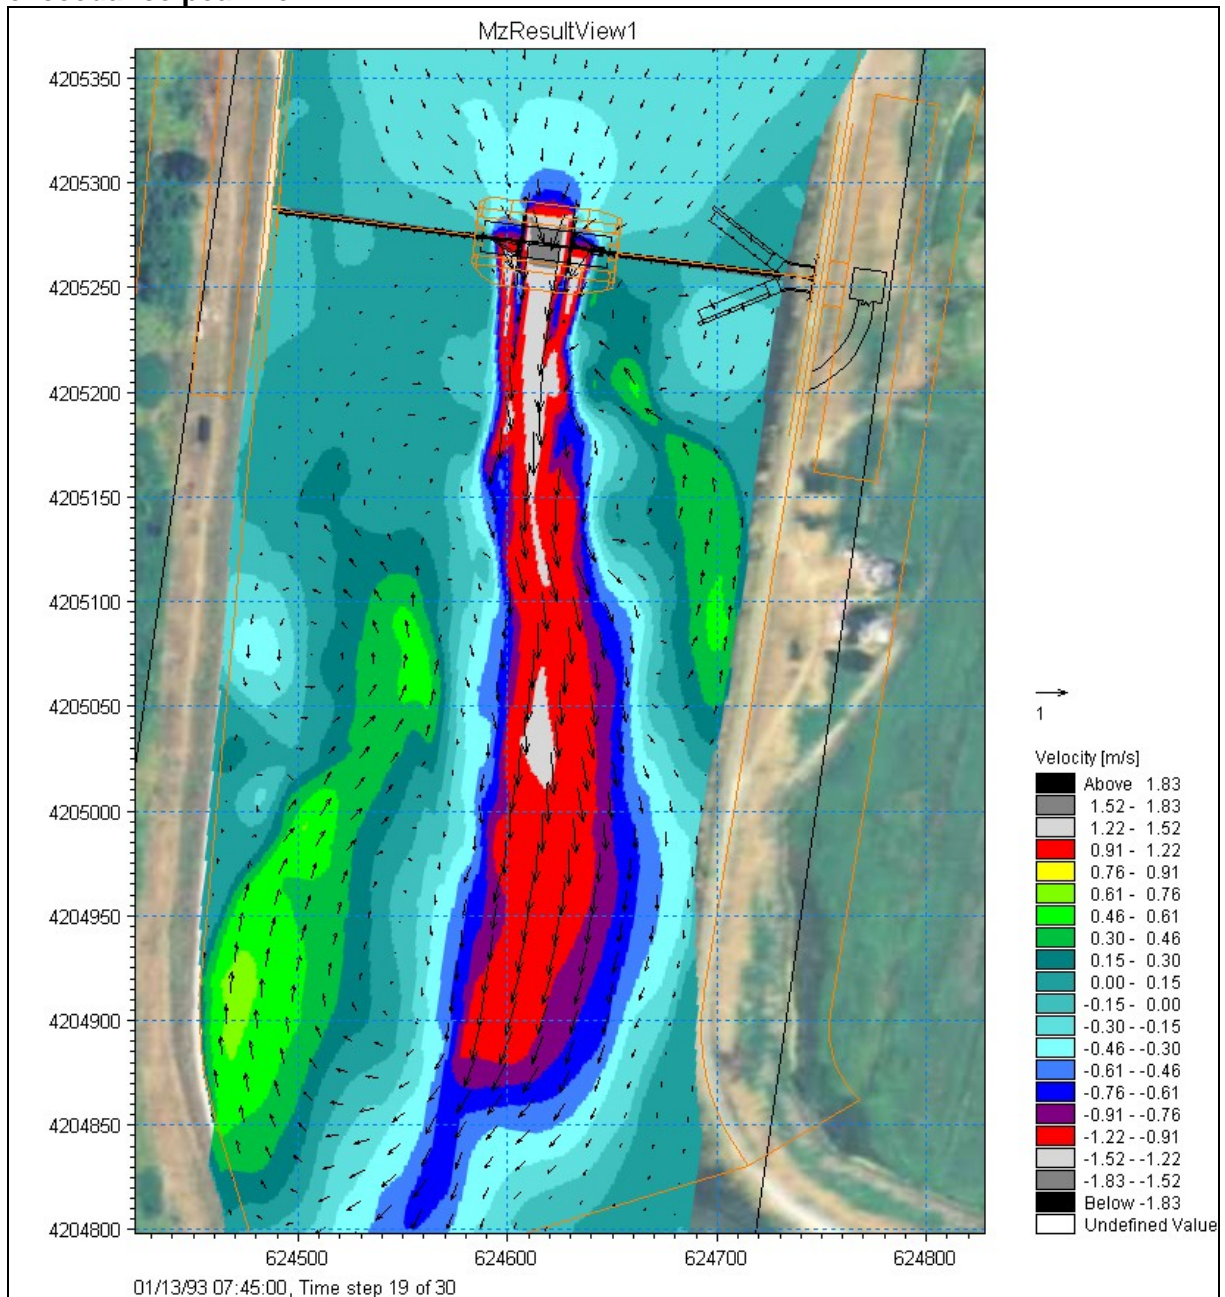 MzResultView1
4205350
4205300
4205250
4205200
4205150
4205100
4205050
4205000
4204950
4204900
4204850
4204800
624500 624600 624700 624800
01/13/93 07:45:00, Time step 19 of 30
1
Velocity [m/s]
Above 1.83
1.52 - 1.83
1.22 - 1.52
0.91 - 1.22
0.76 - 0.91
0.61 - 0.76
0.46 - 0.61
0.30 - 0.46
0.15 - 0.30
0.00 - 0.15
-0.15 - 0.00
-0.30 - -0.15
-0.46 - -0.30
-0.61 - -0.46
-0.76 - -0.61
-0.91 - -0.76
-1.22 - -0.91
-1.52 - -1.22
-1.83 - -1.52
Below -1.83
Undefined Value